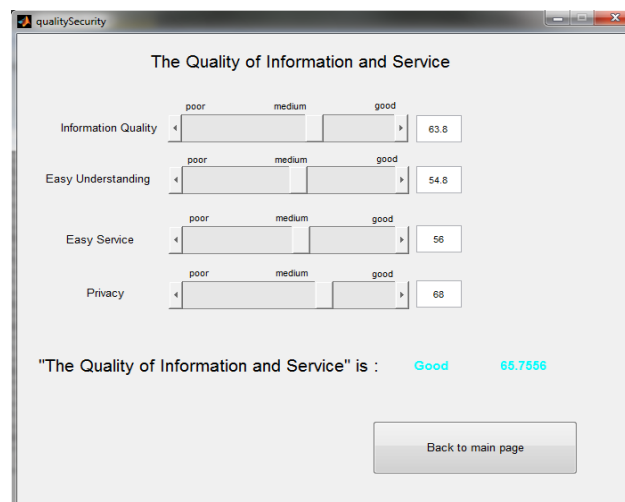 qualitySecurity
The Quality of Information and Service
poor medium good
Information Quality 63.8
poor medium good
Easy Understanding 54.8
poor medium good
Easy Service 56
poor medium good
Privacy 68
"The Quality of Information and Service" is : Good 65.7556
Back to main page